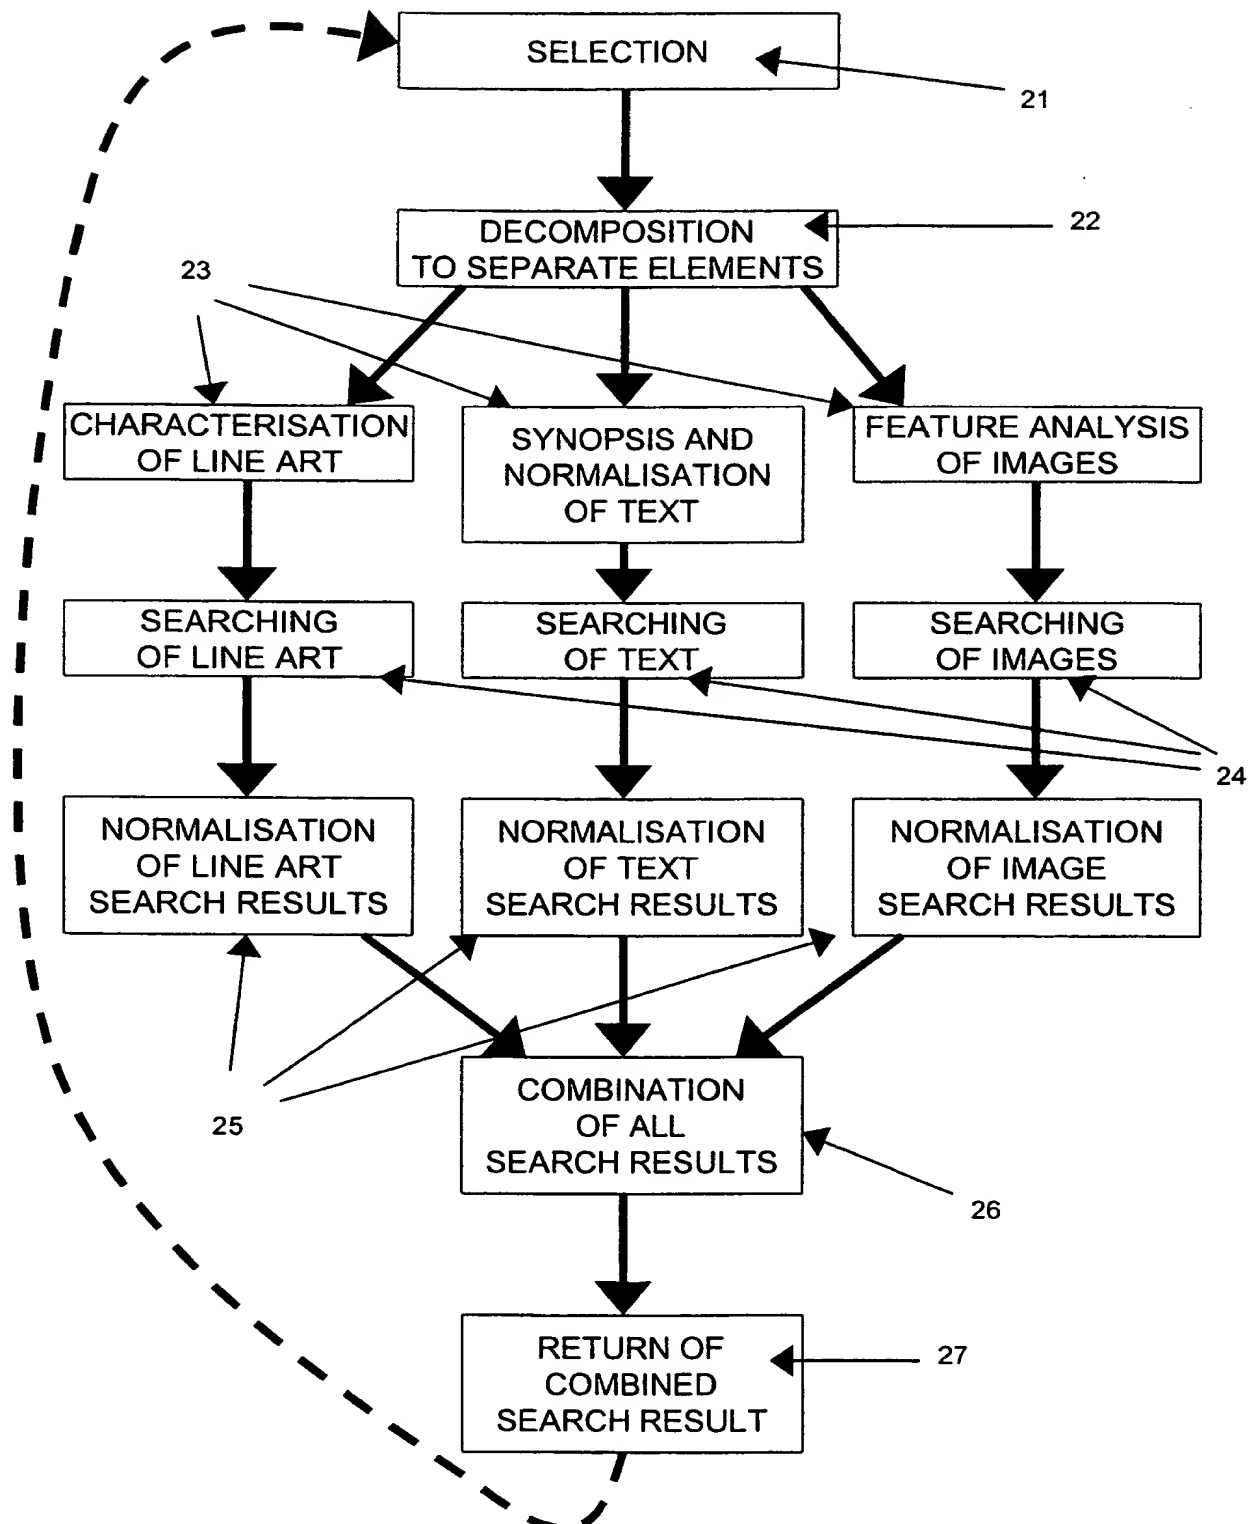 SELECTION
21
DECOMPOSITION
TO SEPARATE ELEMENTS
22
23
CHARACTERISATION
OF LINE ART
SYNOPSIS AND
NORMALISATION
OF TEXT
FEATURE ANALYSIS
OF IMAGES
SEARCHING
OF LINE ART
SEARCHING
OF TEXT
SEARCHING
OF IMAGES
24
NORMALISATION
OF LINE ART
SEARCH RESULTS
NORMALISATION
OF TEXT
SEARCH RESULTS
NORMALISATION
OF IMAGE
SEARCH RESULTS
25
COMBINATION
OF ALL
SEARCH RESULTS
26
RETURN OF
COMBINED
SEARCH RESULT
27